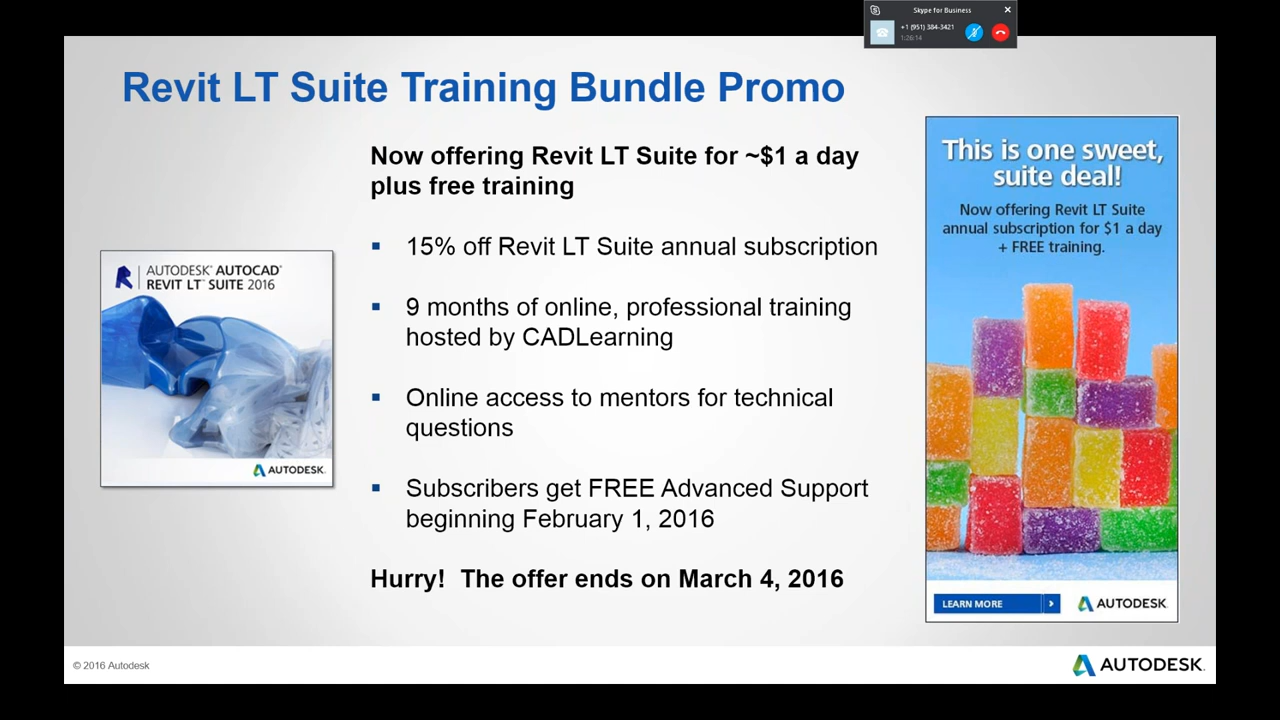 Skype for Business
+1 (951) 384-3421
1:26:14
Revit LT Suite Training Bundle Promo
Now offering Revit LT Suite for ~$1 a day
plus free training
▪ 15% off Revit LT Suite annual subscription
▪ 9 months of online, professional training
hosted by CADLearning
▪ Online access to mentors for technical
questions
▪ Subscribers get FREE Advanced Support
beginning February 1, 2016
Hurry! The offer ends on March 4, 2016
AUTODESK® AUTOCAD®
REVIT LT™ SUITE 2016
AUTODESK.
This is one sweet,
suite deal!
Now offering Revit LT Suite
annual subscription for $1 a day
+ FREE training.
LEARN MORE
AUTODESK.
© 2016 Autodesk
AUTODESK.